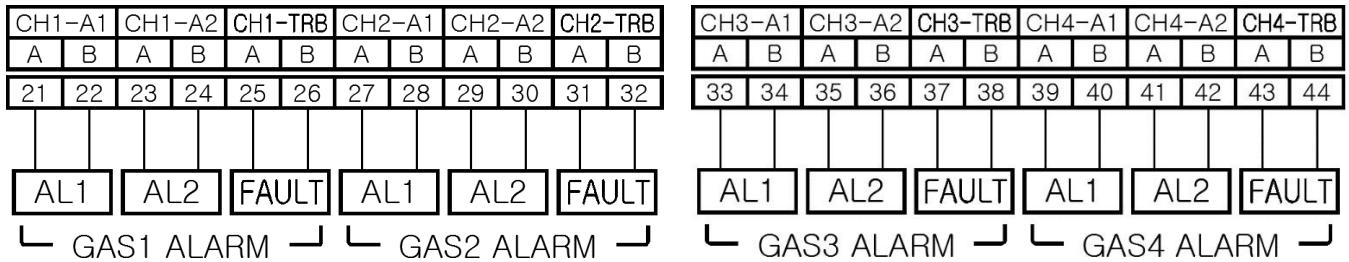 CH1-A1 CH1-A2 CH1-TRB CH2-A1 CH2-A2 CH2-TRB CH3-A1 CH3-A2 CH3-TRB CH4-A1 CH4-A2 CH4-TRB
A B A B A B A B A B A B A B A B A B A B A B A B
21 22 23 24 25 26 27 28 29 30 31 32 33 34 35 36 37 38 39 40 41 42 43 44
AL1 AL2 FAULT AL1 AL2 FAULT AL1 AL2 FAULT AL1 AL2 FAULT
GAS1 ALARM GAS2 ALARM GAS3 ALARM GAS4 ALARM